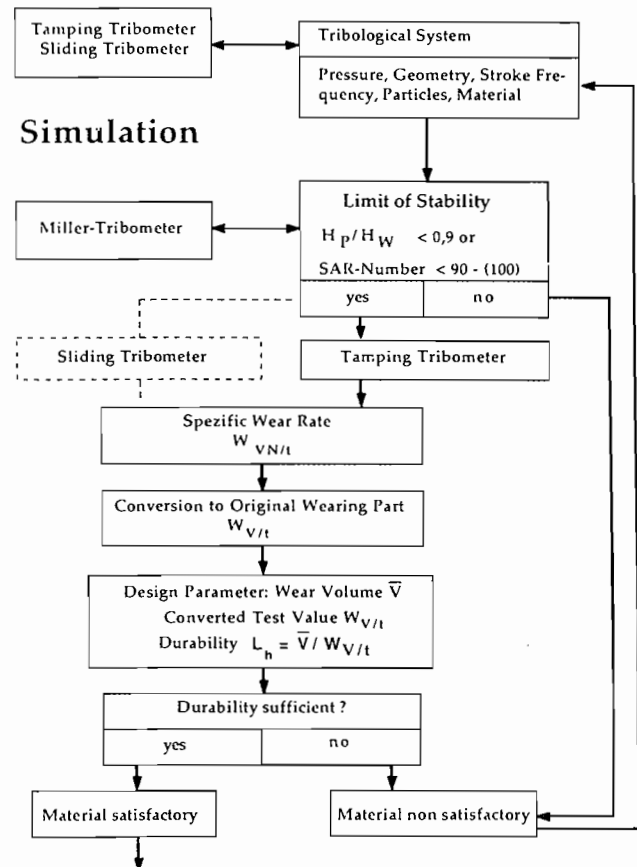 Tamping Tribometer
Sliding Tribometer
Tribological System
Pressure, Geometry, Stroke Fre-
quency, Particles, Material
Simulation
Limit of Stability
Miller-Tribometer
H P / H W < 0,9 or
SAR-Number < 90 - (100)
yes
no
Sliding Tribometer
Tamping Tribometer
Spezific Wear Rate
W VN/t
Conversion to Original Wearing Part
W V/t
Design Parameter: Wear Volume V̅
Converted Test Value W V/t
Durability L h = V̅ / W V/t
Durability sufficient ?
yes
no
Material satisfactory
Material non satisfactory